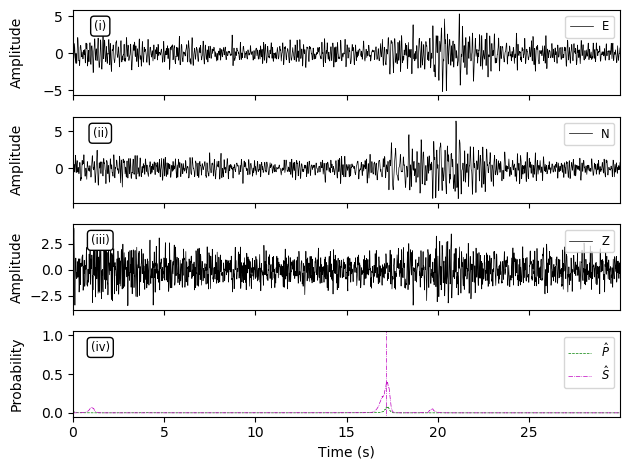 5
0
−5
Amplitude
(i)
E
5
0
Amplitude
(ii)
N
2.5
0.0
−2.5
Amplitude
(iii)
Z
1.0
0.5
0.0
Probability
(iv)
P̂
Ŝ
0 5 10 15 20 25
Time (s)